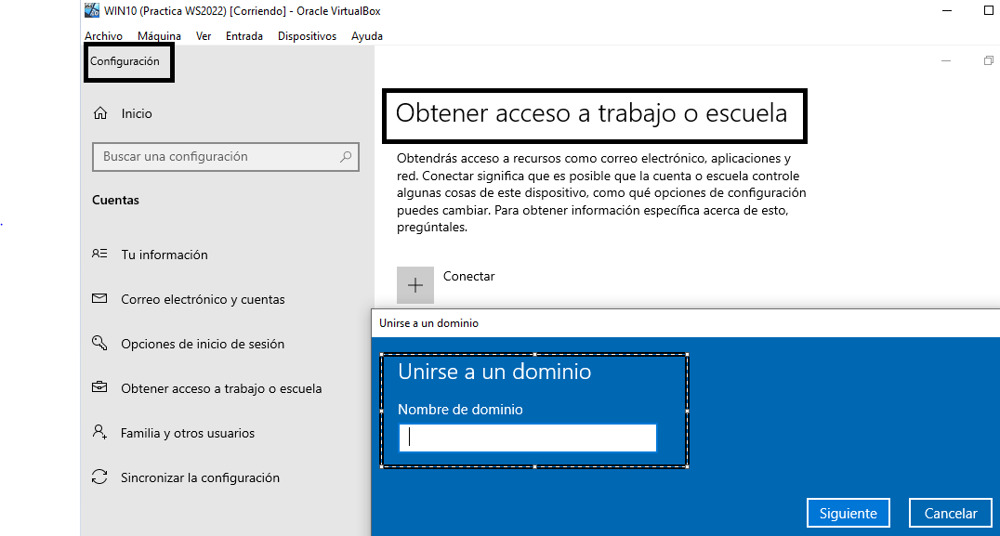 WIN10 (Practica WS2022) [Corriendo] - Oracle VirtualBox
Archivo Máquina Ver Entrada Dispositivos Ayuda
Configuración
Inicio
Buscar una configuración
Cuentas
Tu información
Correo electrónico y cuentas
Opciones de inicio de sesión
Obtener acceso a trabajo o escuela
Familia y otros usuarios
Sincronizar la configuración
Obtener acceso a trabajo o escuela
Obtendrás acceso a recursos como correo electrónico, aplicaciones y
red. Conectar significa que es posible que la cuenta o escuela controle
algunas cosas de este dispositivo, como qué opciones de configuración
puedes cambiar. Para obtener información específica acerca de esto,
pregúntales.
Conectar
Unirse a un dominio
Unirse a un dominio
Nombre de dominio
Siguiente Cancelar